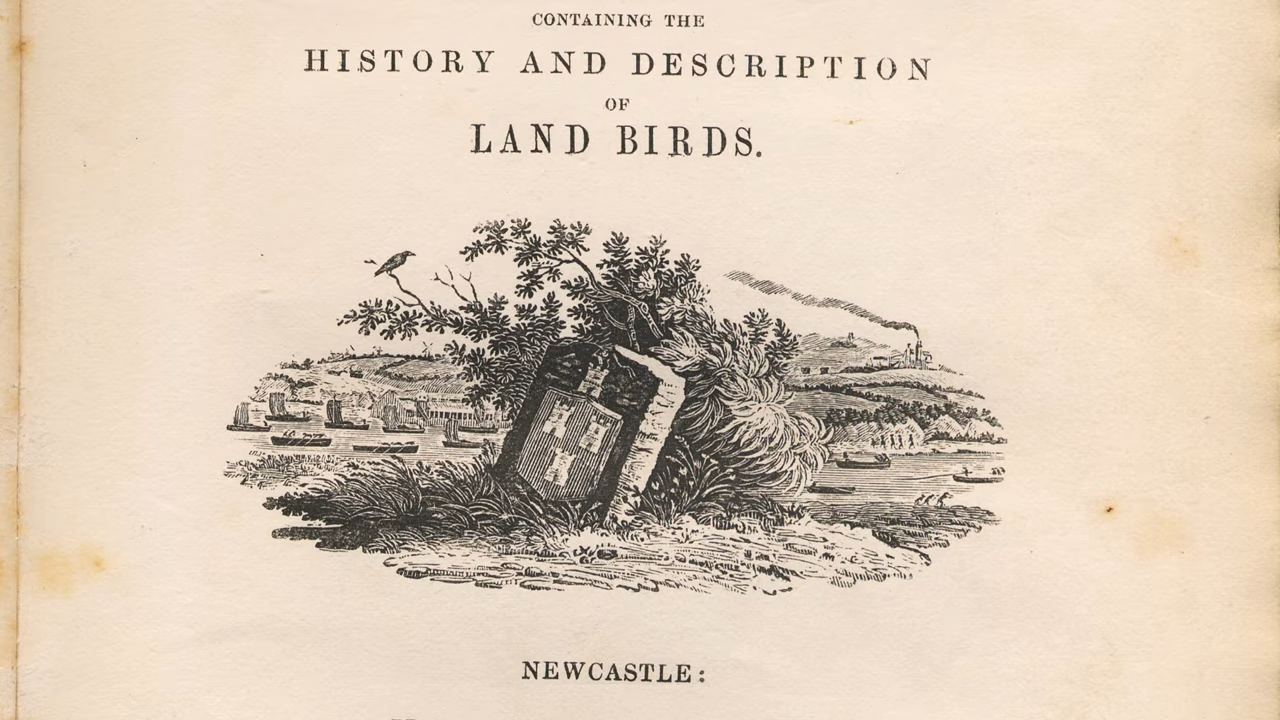 CONTAINING THE
HISTORY AND DESCRIPTION
OF
LAND BIRDS.
NEWCASTLE: